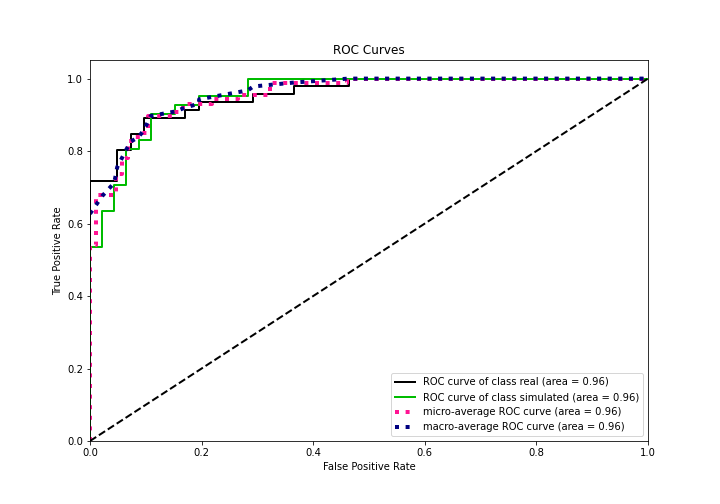 ROC Curves
True Positive Rate
1.0
0.8
0.6
0.4
0.2
0.0
0.0 0.2 0.4 0.6 0.8 1.0
False Positive Rate
ROC curve of class real (area = 0.96)
ROC curve of class simulated (area = 0.96)
micro-average ROC curve (area = 0.96)
macro-average ROC curve (area = 0.96)